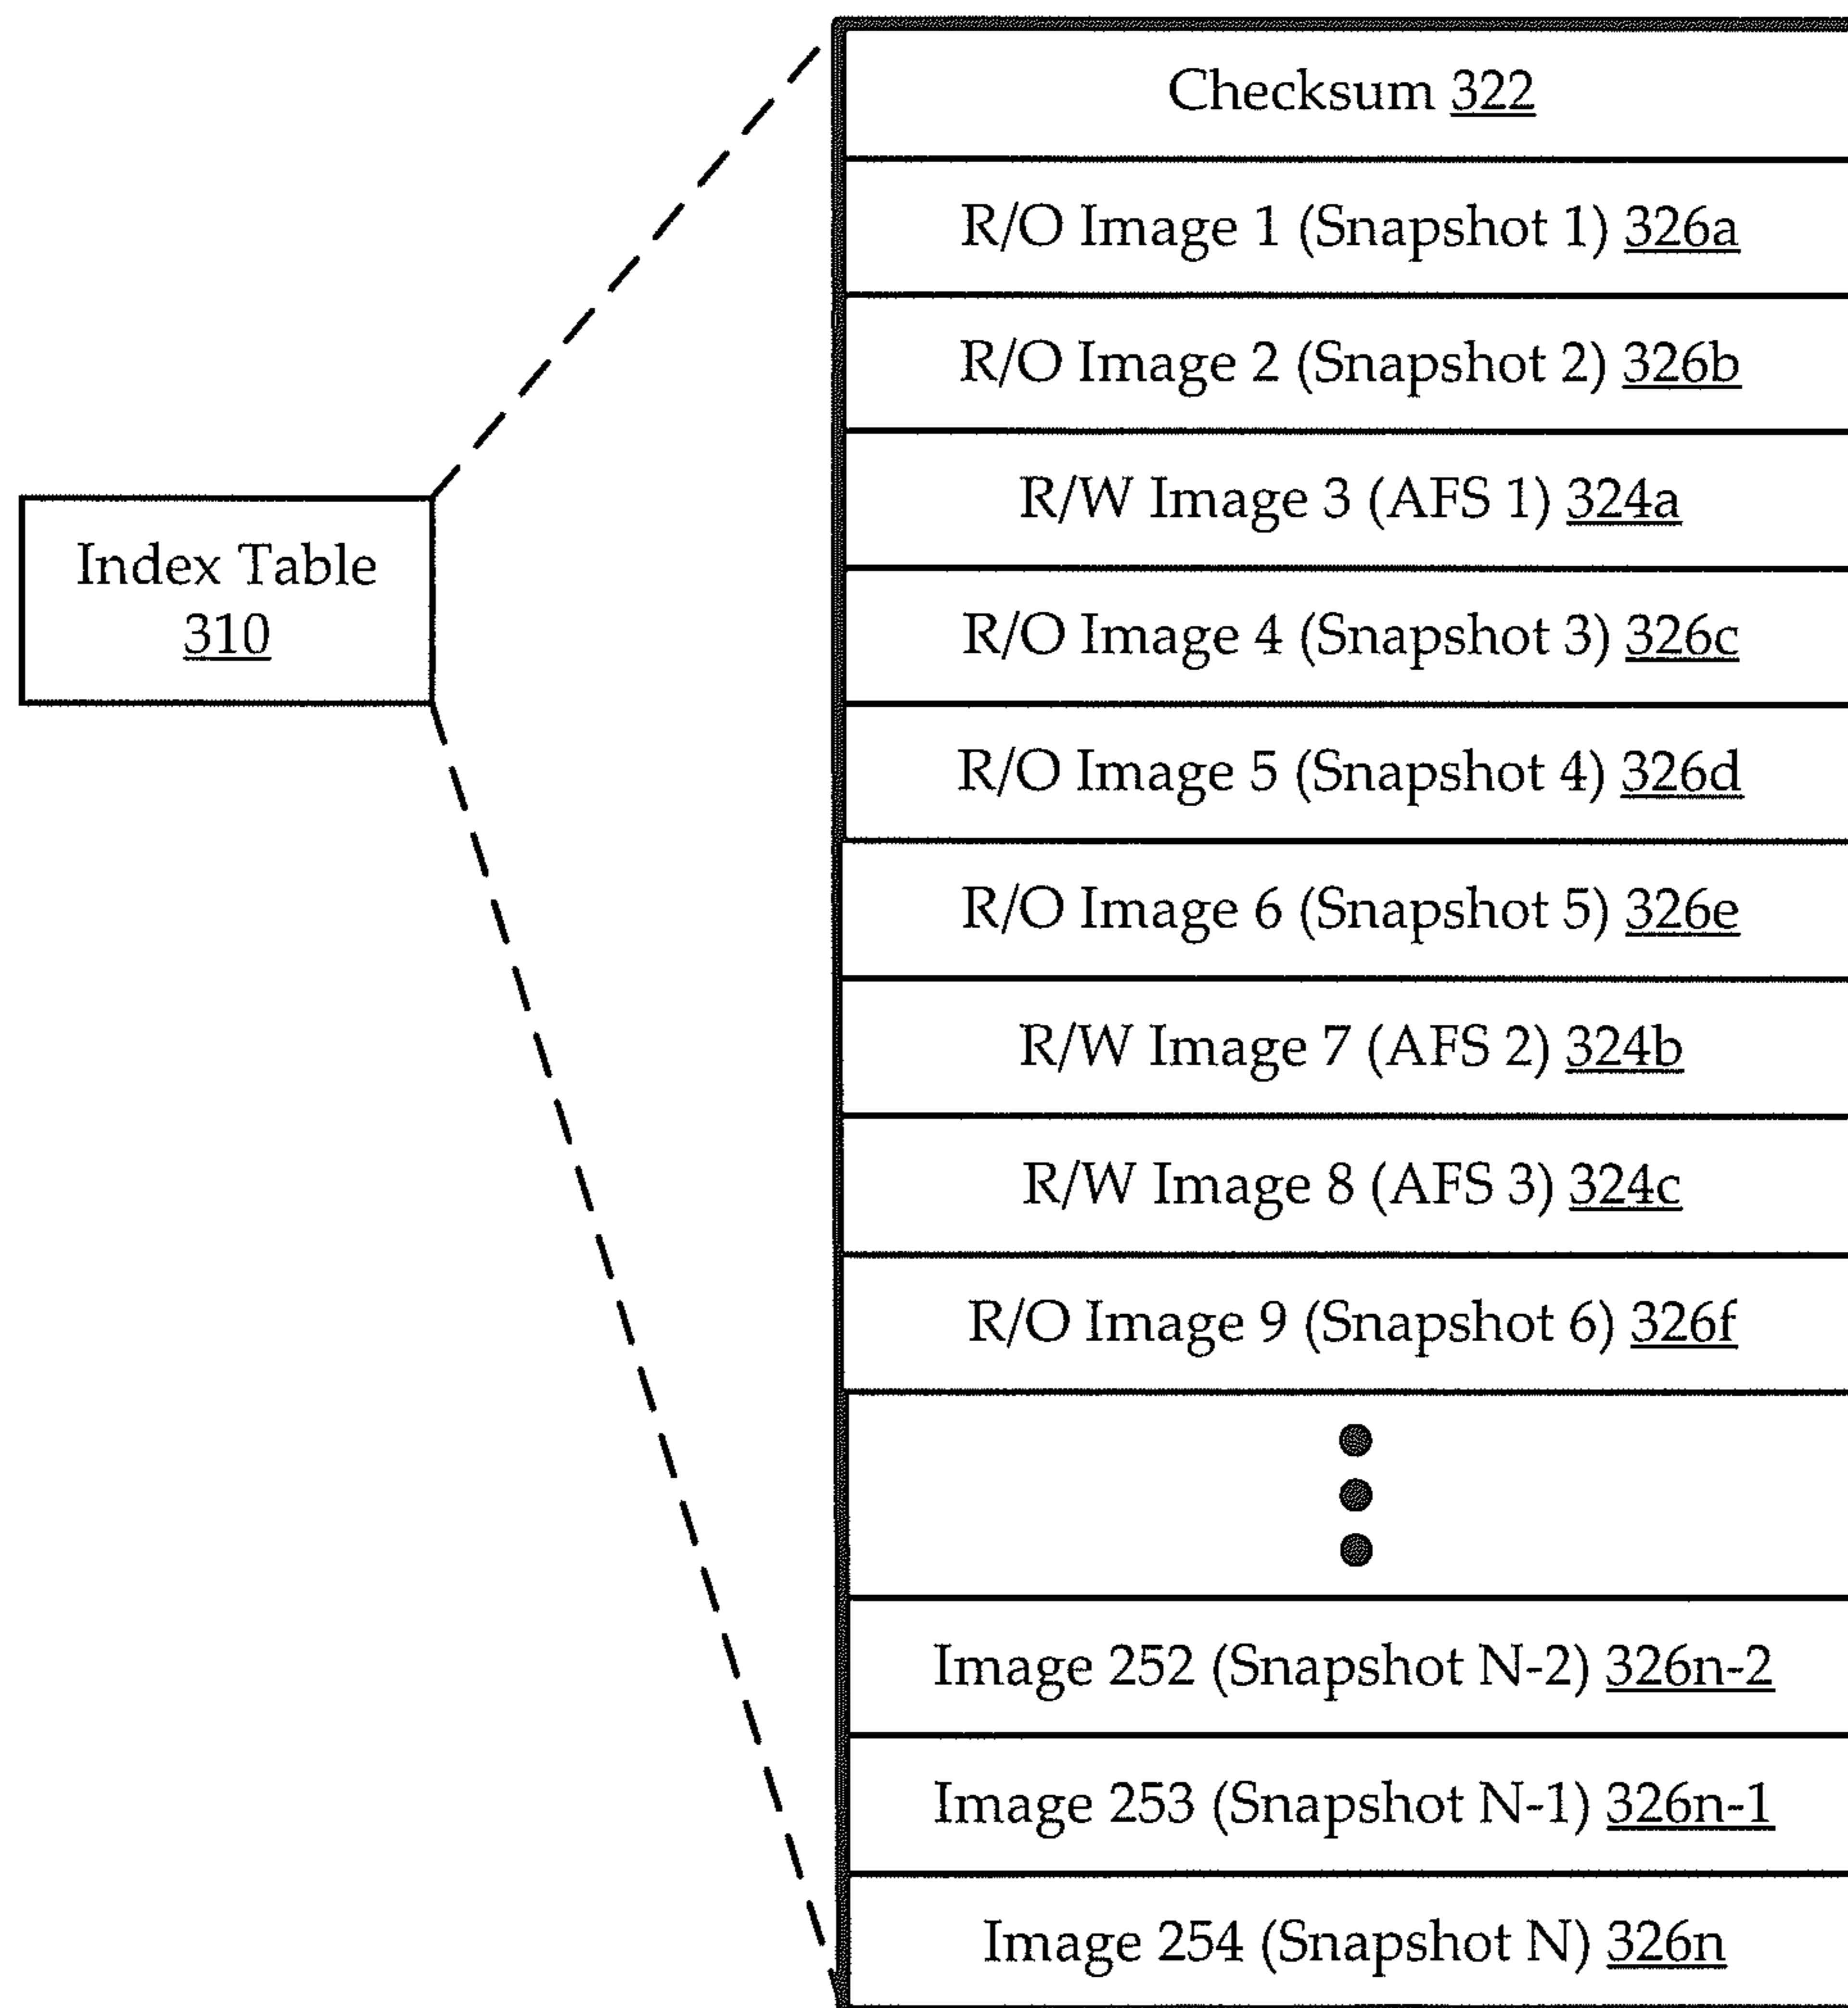 Index Table
310
Checksum 322
R/O Image 1 (Snapshot 1) 326a
R/O Image 2 (Snapshot 2) 326b
R/W Image 3 (AFS 1) 324a
R/O Image 4 (Snapshot 3) 326c
R/O Image 5 (Snapshot 4) 326d
R/O Image 6 (Snapshot 5) 326e
R/W Image 7 (AFS 2) 324b
R/W Image 8 (AFS 3) 324c
R/O Image 9 (Snapshot 6) 326f
Image 252 (Snapshot N-2) 326n-2
Image 253 (Snapshot N-1) 326n-1
Image 254 (Snapshot N) 326n